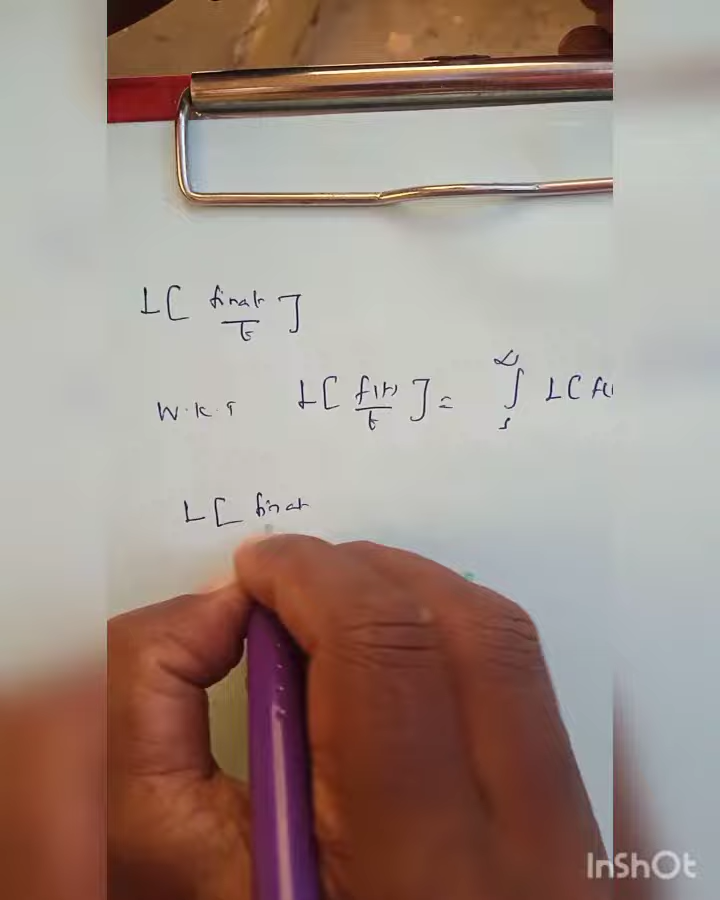 L[ sinat / t ]
W.K.T L[ f(t) / t ] = ∞ ∫ s L[ f(
L[ sinat
InShOt